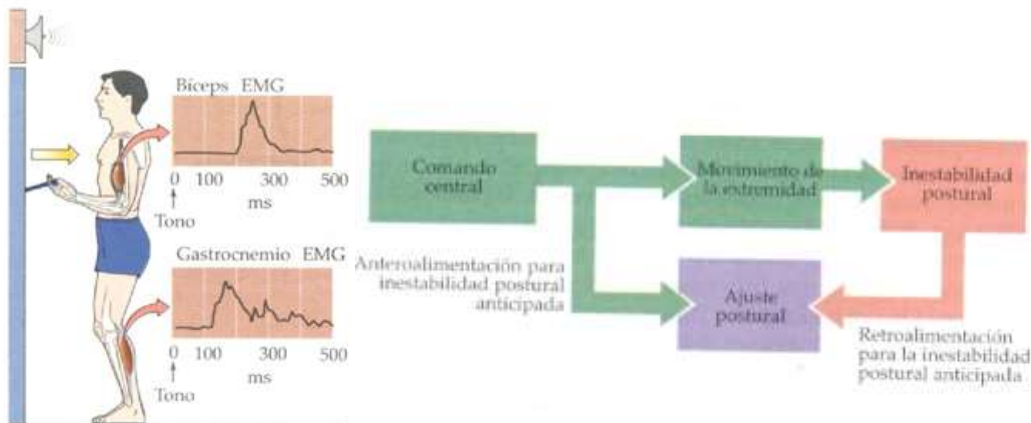 Bíceps EMG
0 100 300 500
ms
Tono
Gastrocnemio EMG
0 100 300 500
ms
Tono
Comando
central
Movimiento de
la extremidad
Inestabilidad
postural
Anteroalimentación para
inestabilidad postural
anticipada
Ajuste
postural
Retroalimentación
para la inestabilidad
postural anticipada